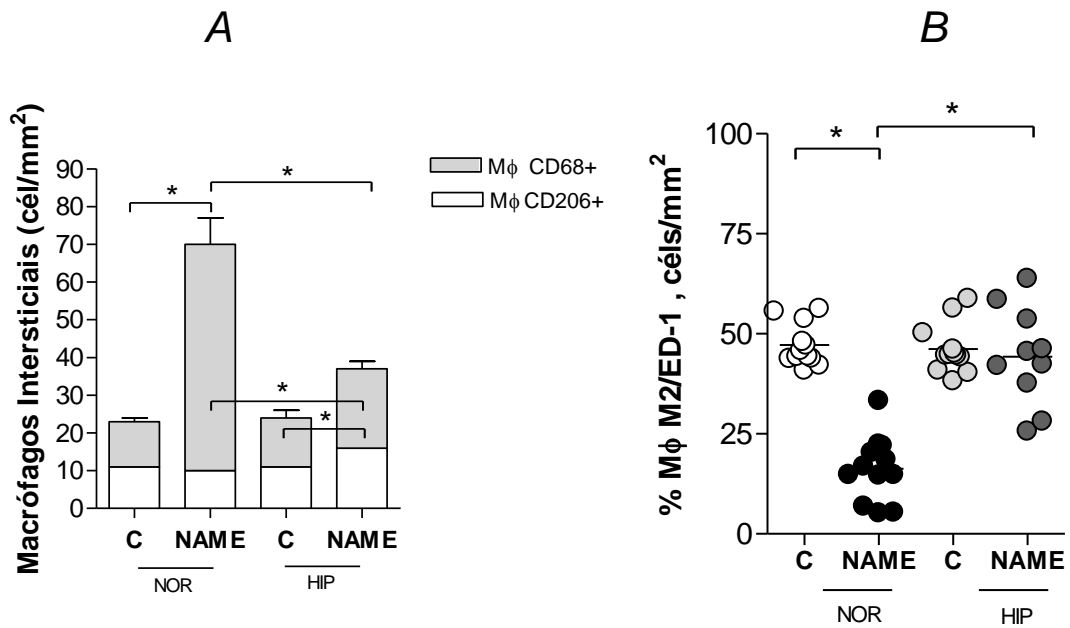 A
Macrófagos Intersticiais (cél/mm²)
90
80
70
60
50
40
30
20
10
0
*
*
*
*
Mϕ CD68+
Mϕ CD206+
C
NAME
C
NAME
NOR
HIP
B
% Mϕ M2/ED-1 , céls/mm²
100
75
50
25
0
*
*
C
NAME
C
NAME
NOR
HIP